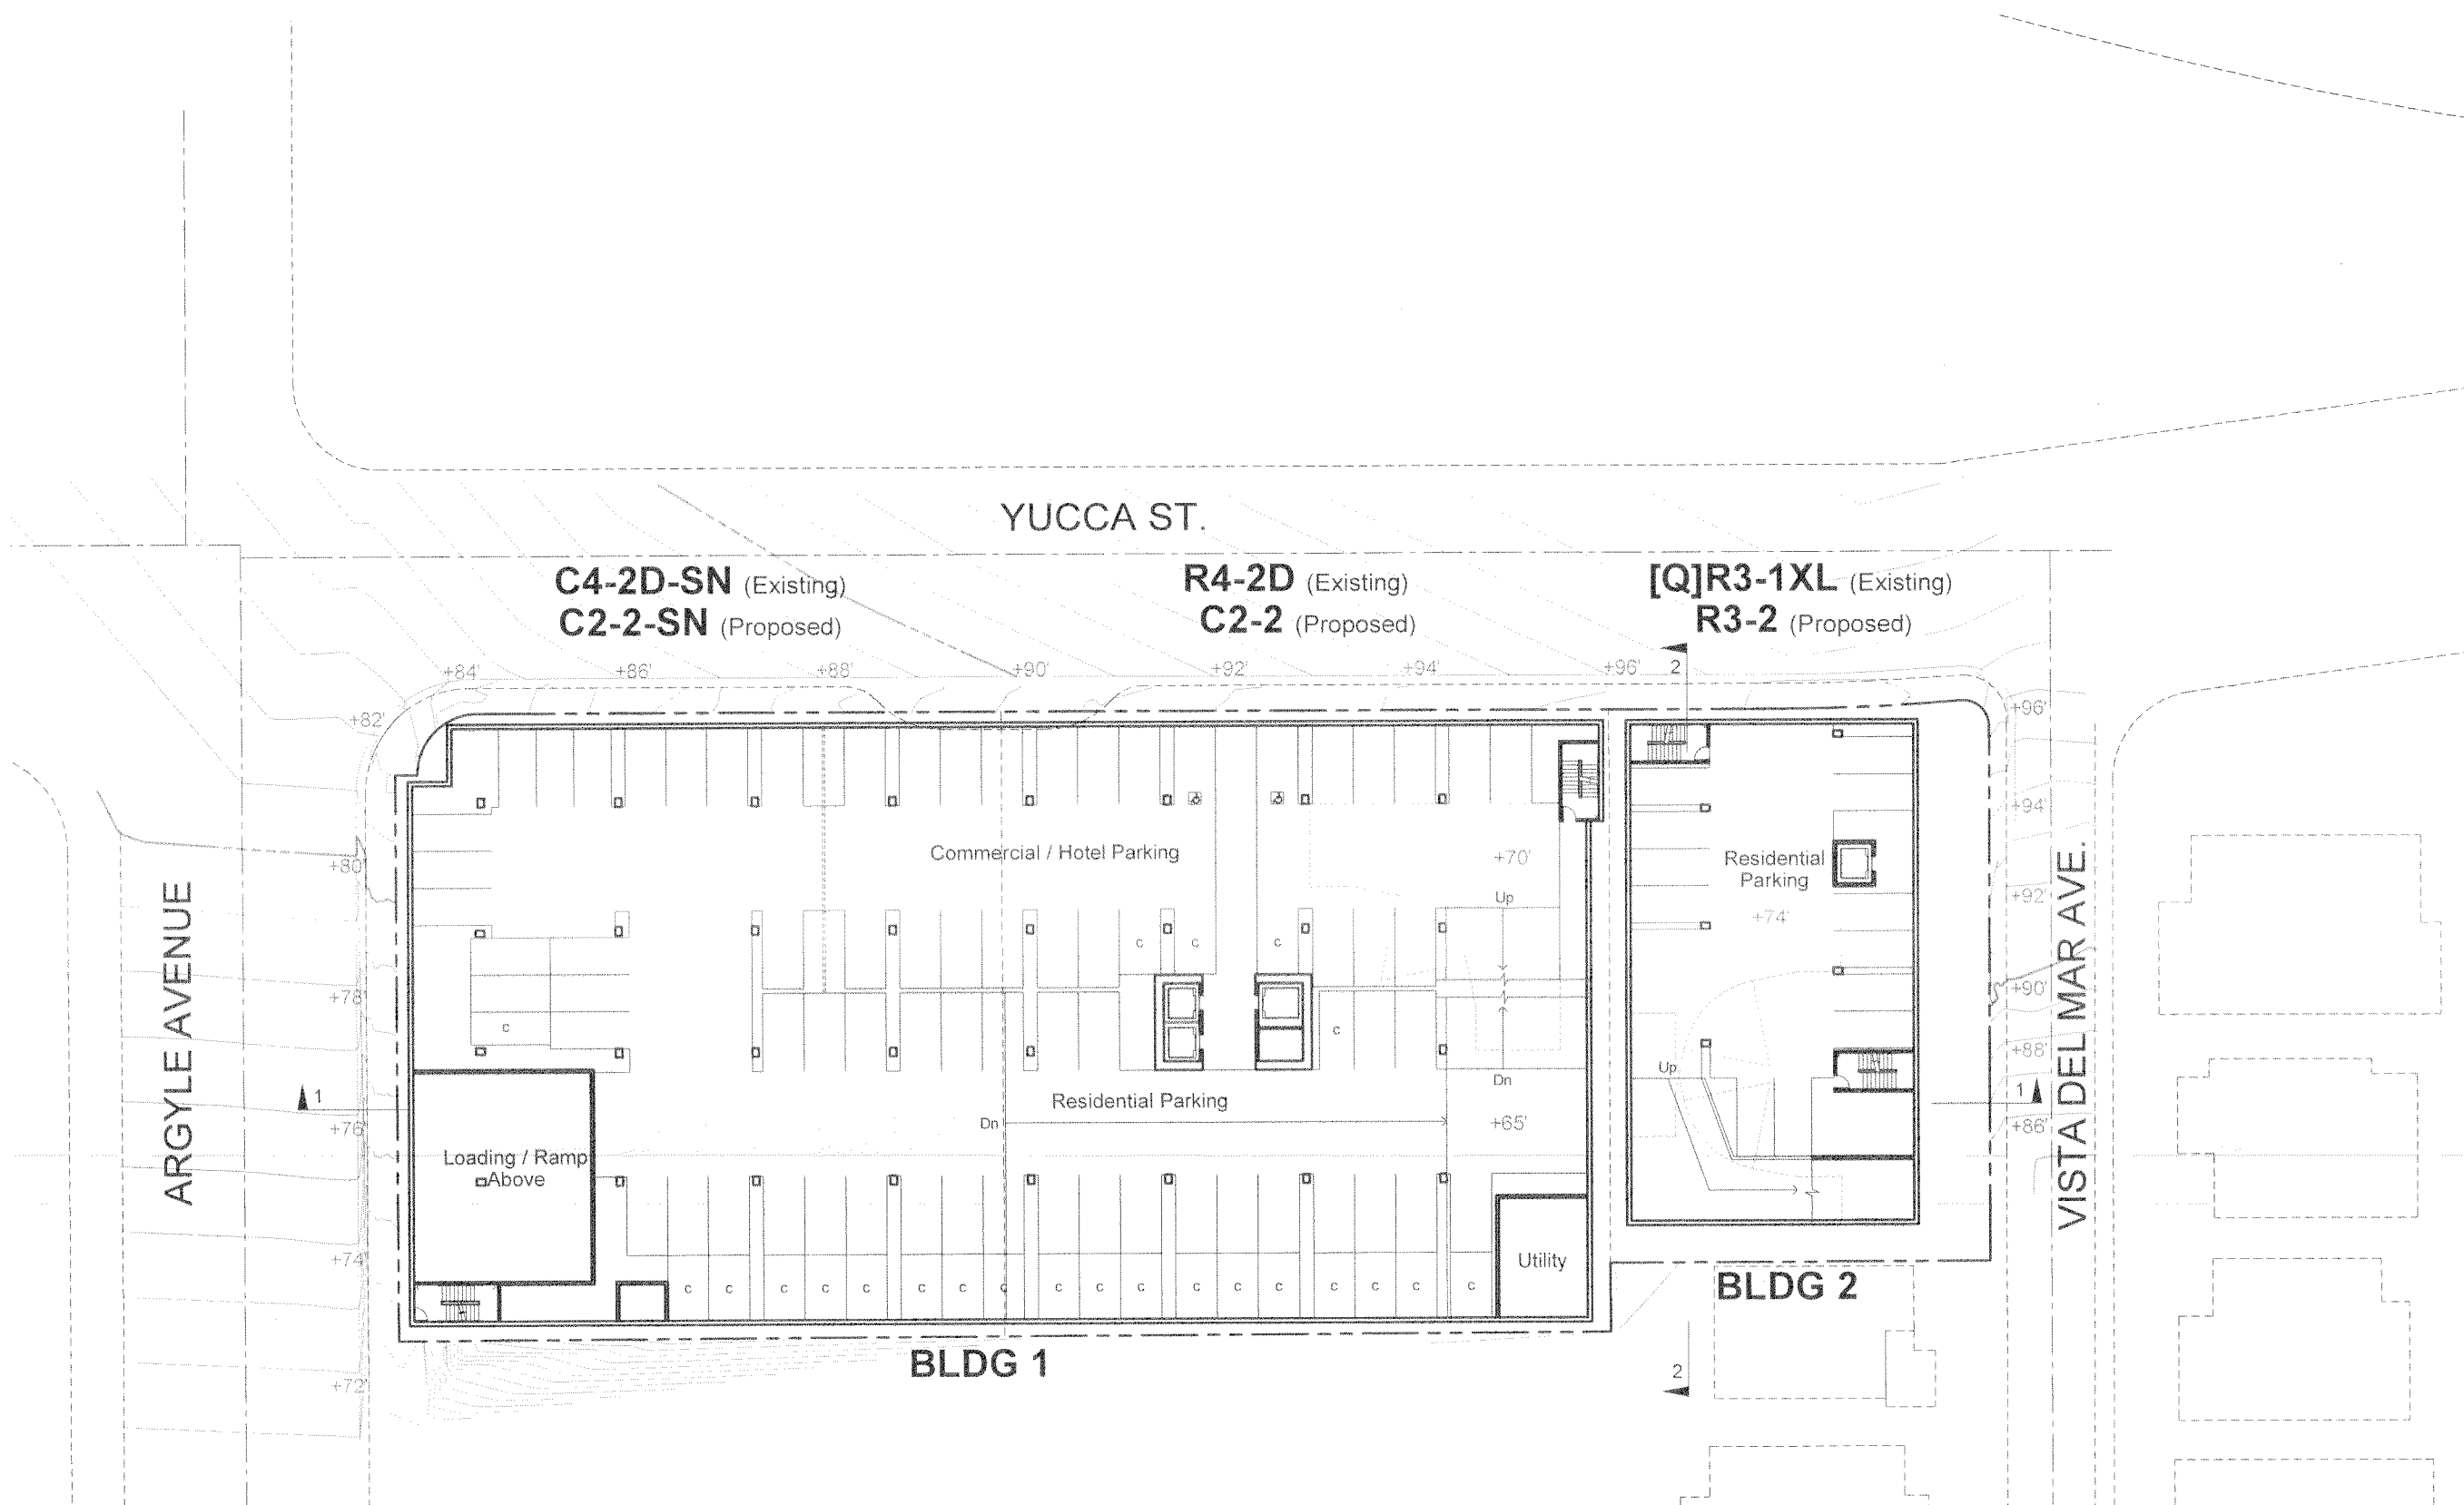 YUCCA ST.
C4-2D-SN (Existing)
C2-2-SN (Proposed)
R4-2D (Existing)
C2-2 (Proposed)
[Q]R3-1XL (Existing)
R3-2 (Proposed)
+84'
+86'
+88'
+90'
+92'
+94'
+96'
2
+82'
+80'
+78'
+76'
+74'
+72'
+96'
+94'
+92'
+90'
+88'
+86'
ARGYLE AVENUE
VISTA DEL MAR AVE.
Commercial / Hotel Parking
+70'
Up
c
c
c
c
c
Dn
Residential Parking
Dn
+65'
Loading / Ramp
Above
Utility
c c c c c c c c c c c c c c c c c c c c
Residential
Parking
+74'
Up
1
1
BLDG 1
BLDG 2
2